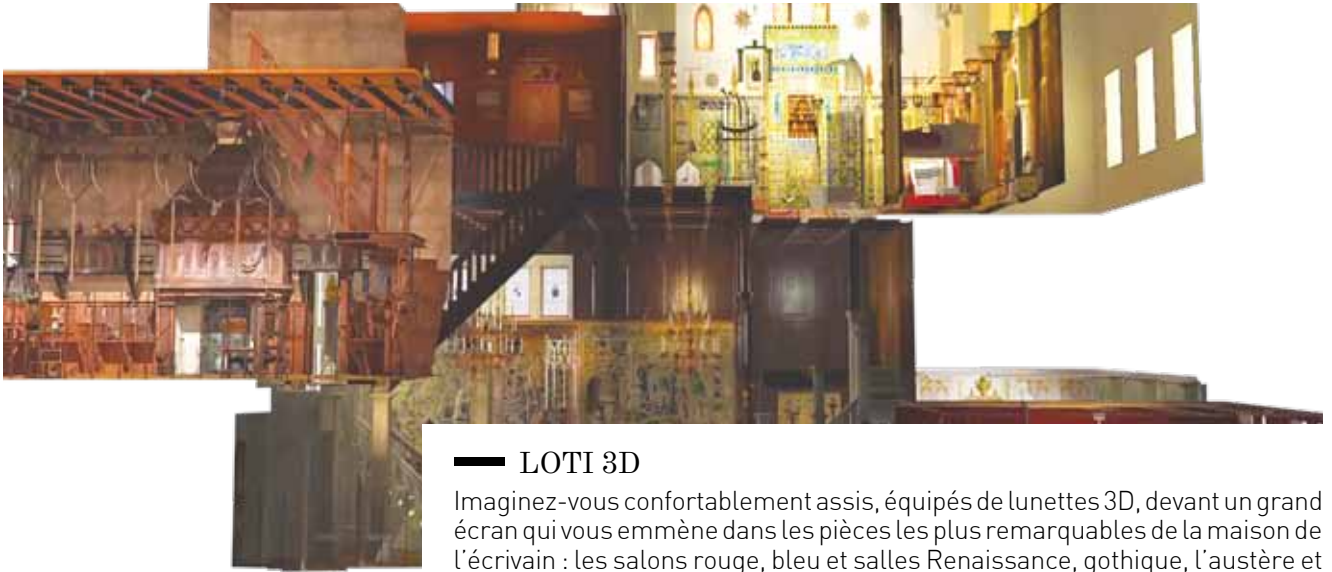 LOTI 3D
Imaginez-vous confortablement assis, équipés de lunettes 3D, devant un grand
écran qui vous emmène dans les pièces les plus remarquables de la maison de
l’écrivain : les salons rouge, bleu et salles Renaissance, gothique, l’austère et